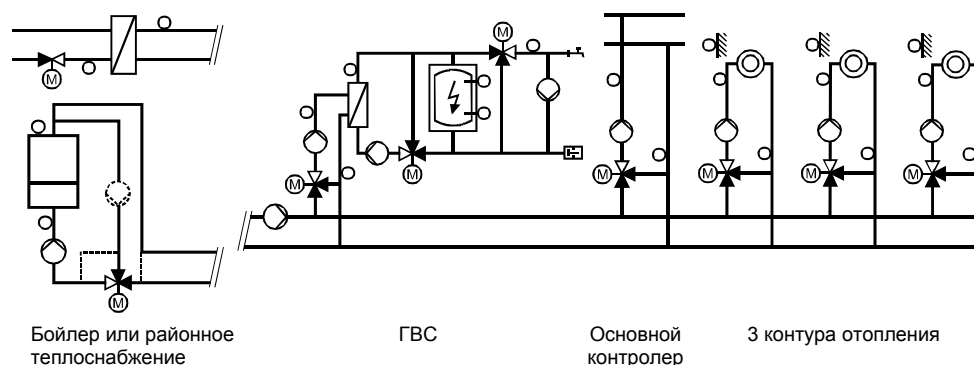 M
M
M
M
M
M
M
M
M
Бойлер или районное
теплоснабжение
ГВС
Основной
контролер
3 контура отопления